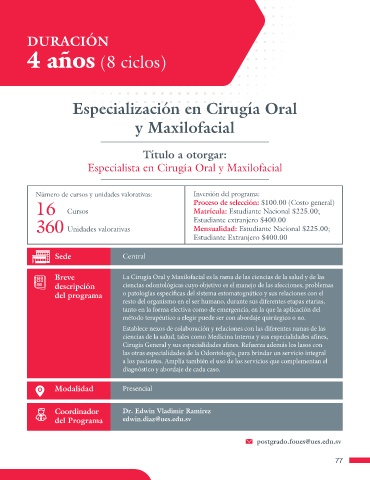 DURACIÓN
4 años (8 ciclos)
Especialización en Cirugía Oral
y Maxilofacial
Título a otorgar:
Especialista en Cirugía Oral y Maxilofacial
Número de cursos y unidades valorativas:
16 Cursos
360 Unidades valorativas
Inversión del programa:
Proceso de selección: $100.00 (Costo general)
Matrícula: Estudiante Nacional $225.00;
Estudiante extranjero $400.00
Mensualidad: Estudiante Nacional $225.00;
Estudiante Extranjero $400.00
Sede
Central
Breve
descripción
del programa
La Cirugía Oral y Maxilofacial es la rama de las ciencias de la salud y de las
ciencias odontológicas cuyo objetivo es el manejo de las afecciones, problemas
o patologías específicas del sistema estomatognático y sus relaciones con el
resto del organismo en el ser humano, durante sus diferentes etapas etarias,
tanto en la forma electiva como de emergencia, en la que la aplicación del
método terapéutico a elegir puede ser con abordaje quirúrgico o no.
Establece nexos de colaboración y relaciones con las diferentes ramas de las
ciencias de la salud, tales como Medicina Interna y sus especialidades afines,
Cirugía General y sus especialidades afines. Refuerza además los lazos con
las otras especialidades de la Odontología, para brindar un servicio integral
a los pacientes. Amplía también el uso de los servicios que complementan el
diagnóstico y abordaje de cada caso.
Modalidad
Presencial
Coordinador
del Programa
Dr. Edwin Vladimir Ramírez
edwin.diaz@ues.edu.sv
postgrado.foues@ues.edu.sv
77